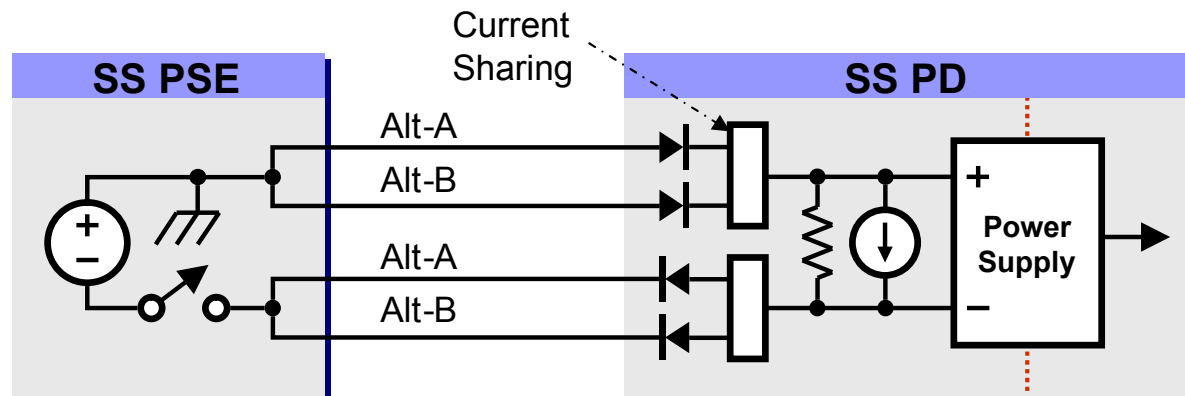 Current
Sharing
SS PSE
SS PD
Alt-A
Alt-B
Alt-A
Alt-B
+
−
+
−
Power
Supply